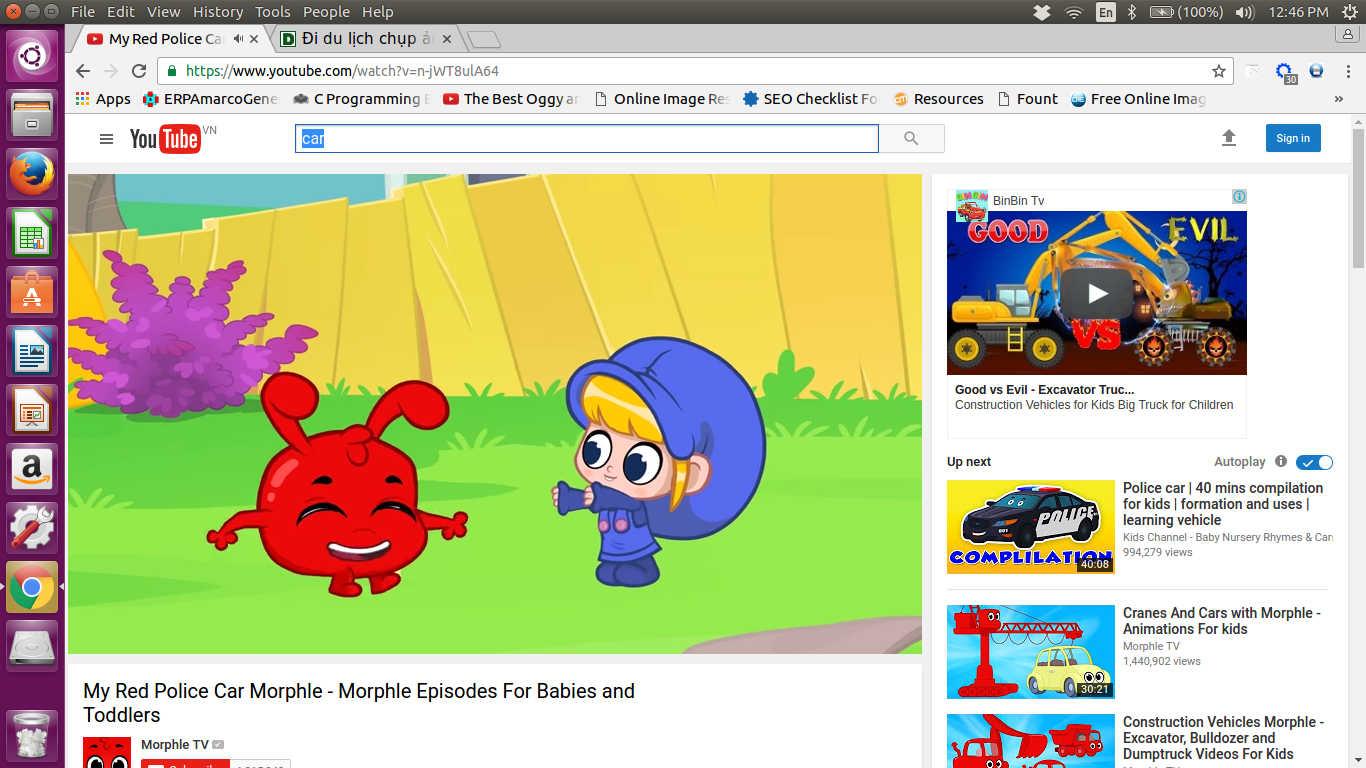 File Edit View History Tools People Help
En (100%) 12:46 PM
My Red Police Ca
Đi du lịch chụp ản
https://www.youtube.com/watch?v=n-jWT8ulA64
30
Apps ERPAmarcoGene C Programming E The Best Oggy an Online Image Res SEO Checklist Fo Resources Fount Free Online Imag »
YouTube VN
car
Sign in
BinBin Tv
GOOD EVIL
VS
Good vs Evil - Excavator Truc...
Construction Vehicles for Kids Big Truck for Children
Up next Autoplay
POLICE
COMPLILATION
40:08
Police car | 40 mins compilation
for kids | formation and uses |
learning vehicle
Kids Channel - Baby Nursery Rhymes & Cars
994,279 views
30:21
Cranes And Cars with Morphle -
Animations For kids
Morphle TV
1,440,902 views
Construction Vehicles Morphle -
Excavator, Bulldozer and
Dumptruck Videos For Kids
My Red Police Car Morphle - Morphle Episodes For Babies and
Toddlers
Morphle TV